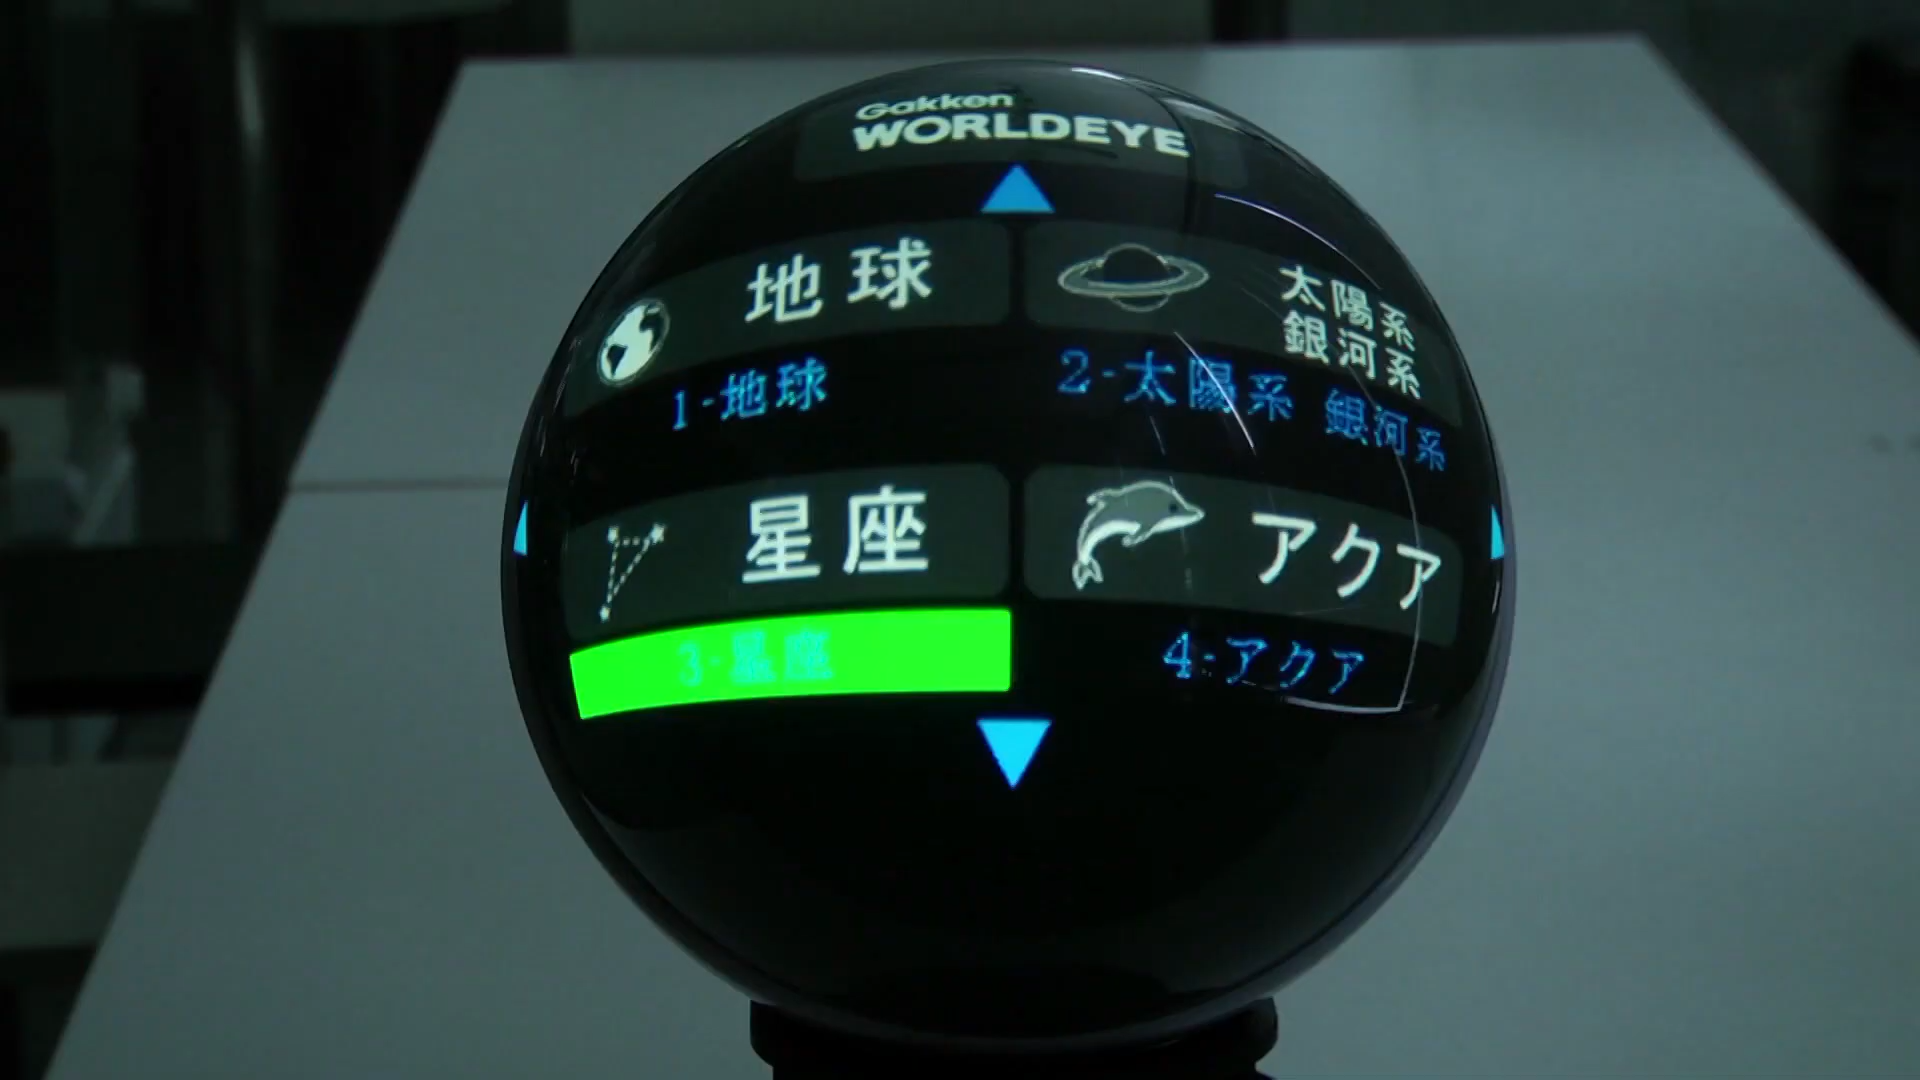 Gakken
WORLDEYE
地球
太陽系
銀河系
1-地球
2-太陽系 銀河系
星座
アクア
3-星座
4-アクア